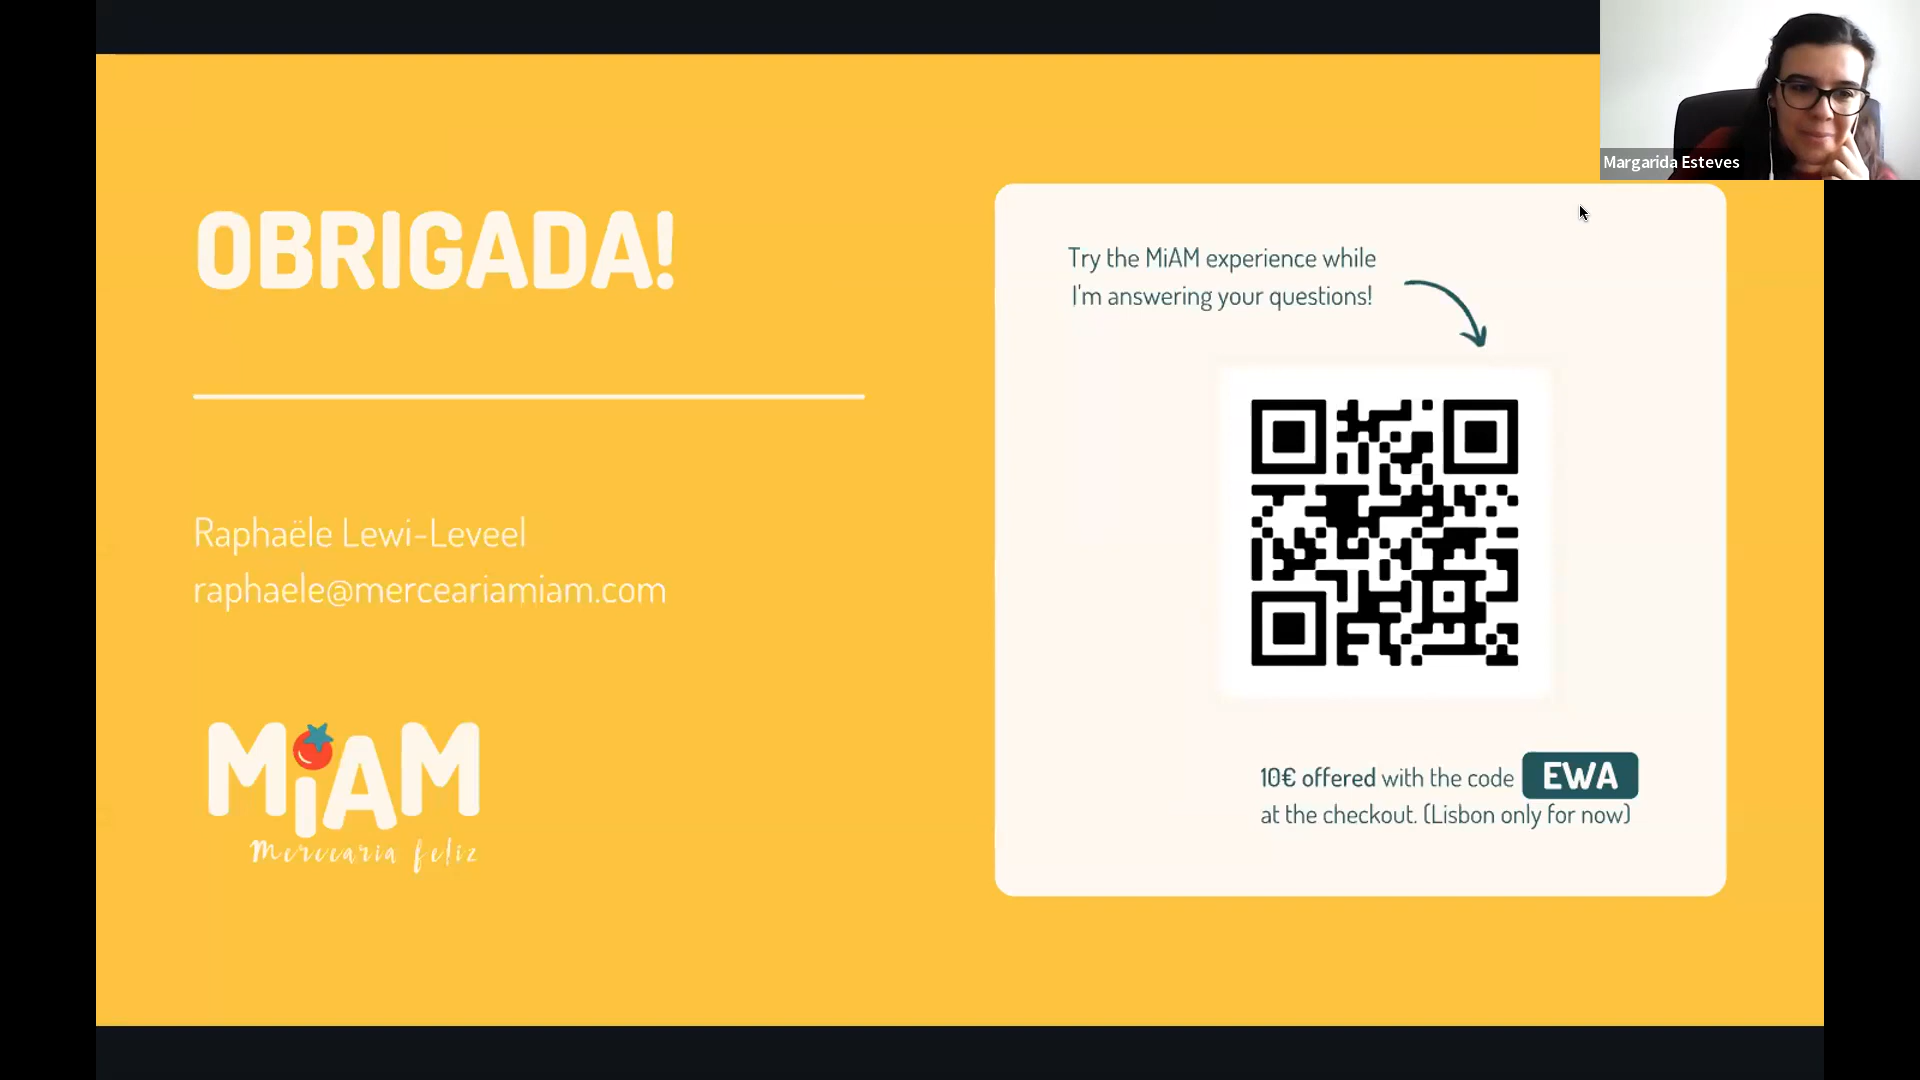 OBRIGADA!
Raphaële Lewi-Leveel
raphaele@merceariamiam.com
MiAM
Mercearia feliz
Try the MiAM experience while
I'm answering your questions!
10€ offered with the code EWA
at the checkout. (Lisbon only for now)
Margarida Esteves